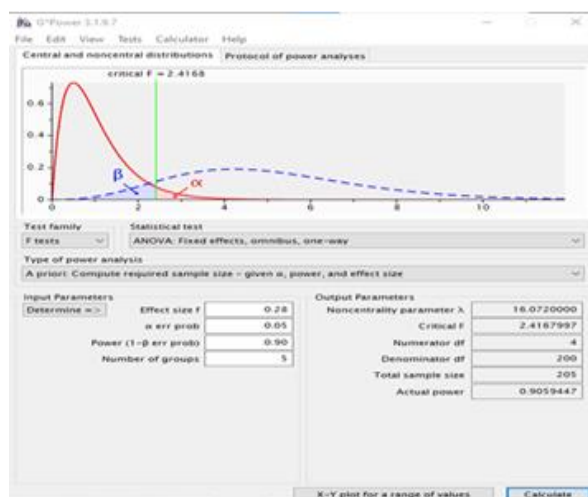 G*Power 3.1.9.7
File Edit View Tests Calculator Help
Central and noncentral distributions Protocol of power analyses
critical F = 2.4168
0.6
0.4
0.2
0
β
α
0 2 4 6 8 10
Test family Statistical test
F tests ANOVA: Fixed effects, omnibus, one-way
Type of power analysis
A priori: Compute required sample size – given α, power, and effect size
Input Parameters Output Parameters
Determine => Effect size f 0.28 Noncentrality parameter λ 16.0720000
α err prob 0.05 Critical F 2.4167997
Power (1-β err prob) 0.90 Numerator df 4
Number of groups 5 Denominator df 200
Total sample size 205
Actual power 0.9059447
X-Y plot for a range of values Calculate